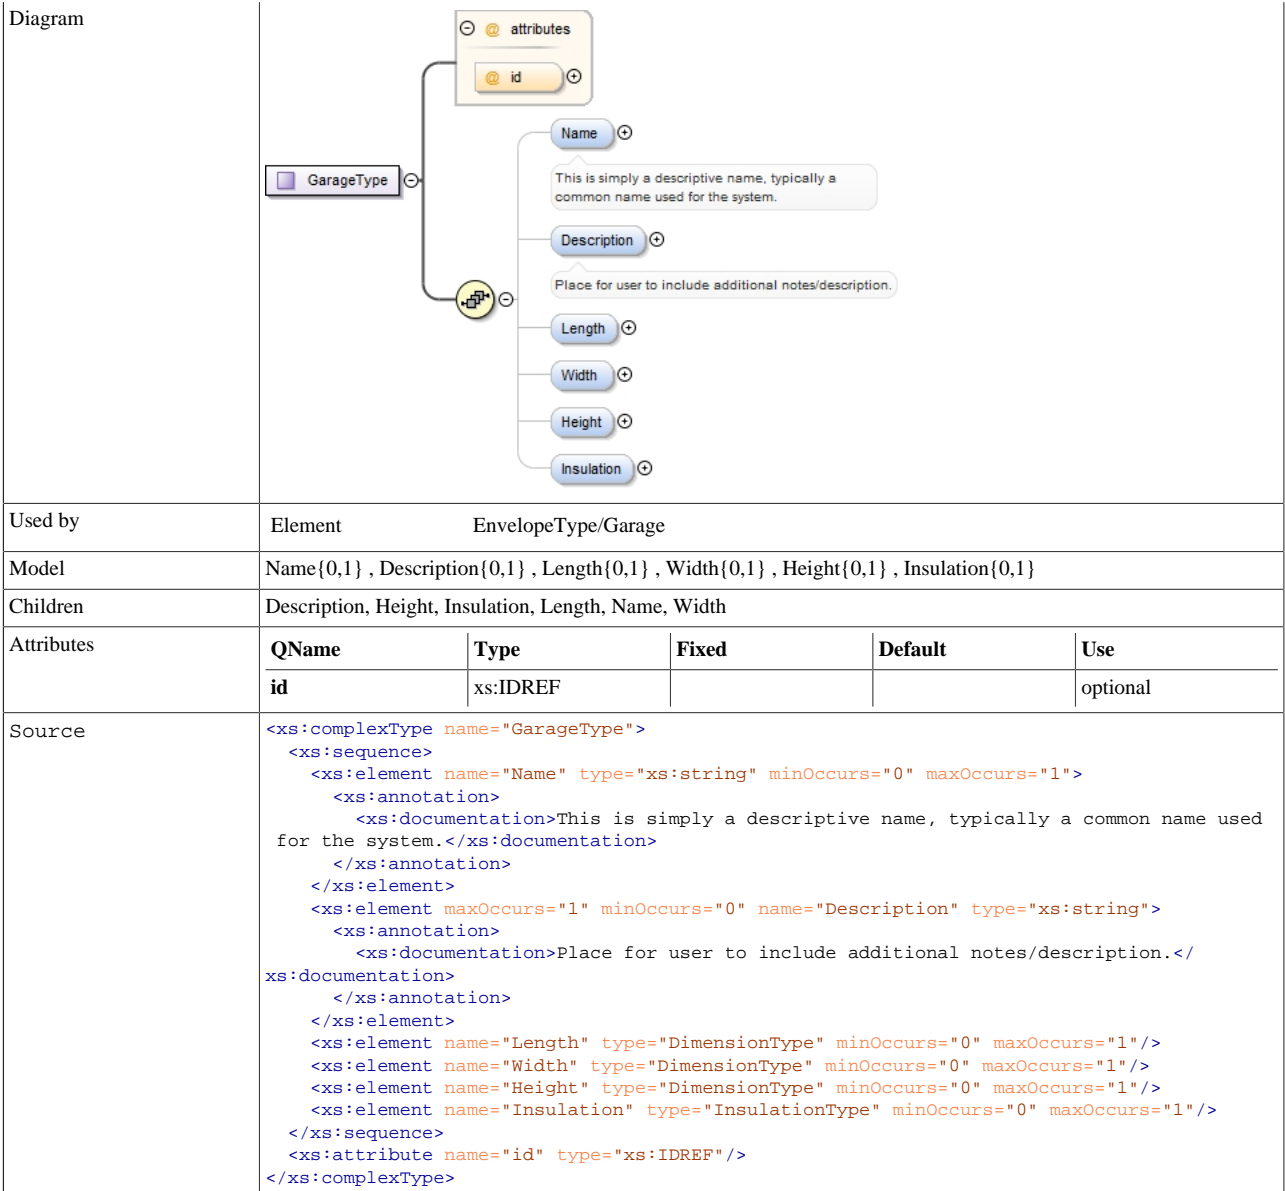 Diagram
@ attributes
@ id
Name
This is simply a descriptive name, typically a
common name used for the system.
GarageType
Description
Place for user to include additional notes/description.
Length
Width
Height
Insulation
Used by
Element EnvelopeType/Garage
Model
Name{0,1} , Description{0,1} , Length{0,1} , Width{0,1} , Height{0,1} , Insulation{0,1}
Children
Description, Height, Insulation, Length, Name, Width
Attributes
QName Type Fixed Default Use
id xs:IDREF optional
Source
<xs:complexType name="GarageType">
  <xs:sequence>
    <xs:element name="Name" type="xs:string" minOccurs="0" maxOccurs="1">
      <xs:annotation>
        <xs:documentation>This is simply a descriptive name, typically a common name used
 for the system.</xs:documentation>
      </xs:annotation>
    </xs:element>
    <xs:element maxOccurs="1" minOccurs="0" name="Description" type="xs:string">
      <xs:annotation>
        <xs:documentation>Place for user to include additional notes/description.</
xs:documentation>
      </xs:annotation>
    </xs:element>
    <xs:element name="Length" type="DimensionType" minOccurs="0" maxOccurs="1"/>
    <xs:element name="Width" type="DimensionType" minOccurs="0" maxOccurs="1"/>
    <xs:element name="Height" type="DimensionType" minOccurs="0" maxOccurs="1"/>
    <xs:element name="Insulation" type="InsulationType" minOccurs="0" maxOccurs="1"/>
  </xs:sequence>
  <xs:attribute name="id" type="xs:IDREF"/>
</xs:complexType>